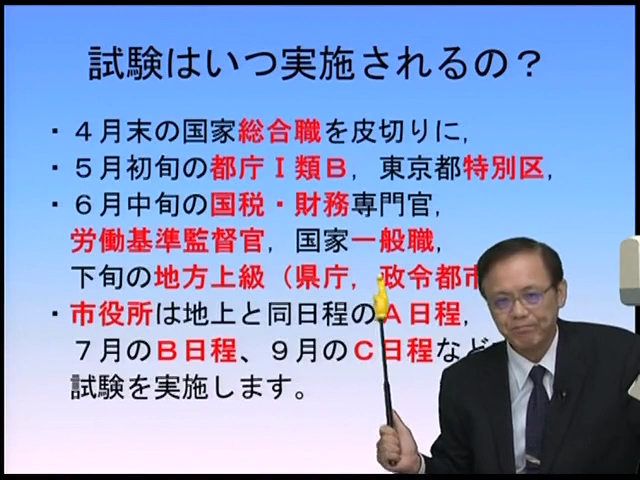 試験はいつ実施されるの？
・４月末の国家総合職を皮切りに,
・５月初旬の都庁Ⅰ類Ｂ, 東京都特別区,
・６月中旬の国税・財務専門官,
労働基準監督官, 国家一般職,
下旬の地方上級（県庁, 政令都市
・市役所は地上と同日程のＡ日程,
７月のＢ日程、９月のＣ日程など
試験を実施します。